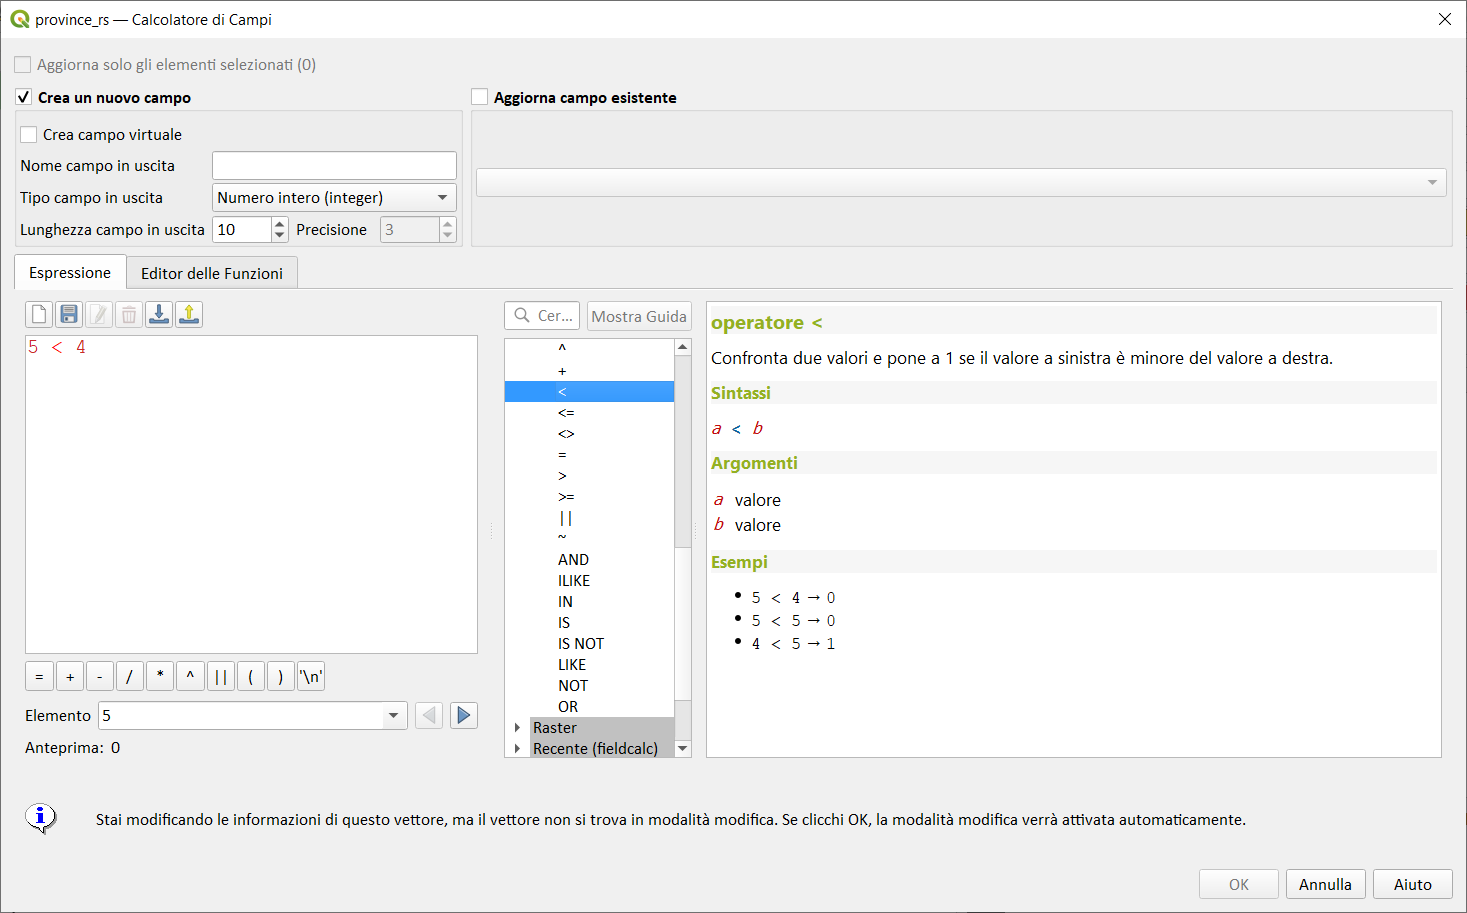 province_rs — Calcolatore di Campi
Aggiorna solo gli elementi selezionati (0)
Crea un nuovo campo
Aggiorna campo esistente
Crea campo virtuale
Nome campo in uscita
Tipo campo in uscita Numero intero (integer)
Lunghezza campo in uscita 10 Precisione 3
Espressione Editor delle Funzioni
Cer... Mostra Guida
5 < 4
= + - / * ^ || ( ) '\n'
Elemento 5
Anteprima: 0
^
+
<
<=
<>
=
>
>=
||
~
AND
ILIKE
IN
IS
IS NOT
LIKE
NOT
OR
Raster
Recente (fieldcalc)
operatore <
Confronta due valori e pone a 1 se il valore a sinistra è minore del valore a destra.
Sintassi
a < b
Argomenti
a valore
b valore
Esempi
• 5 < 4 → 0
• 5 < 5 → 0
• 4 < 5 → 1
Stai modificando le informazioni di questo vettore, ma il vettore non si trova in modalità modifica. Se clicchi OK, la modalità modifica verrà attivata automaticamente.
OK Annulla Aiuto